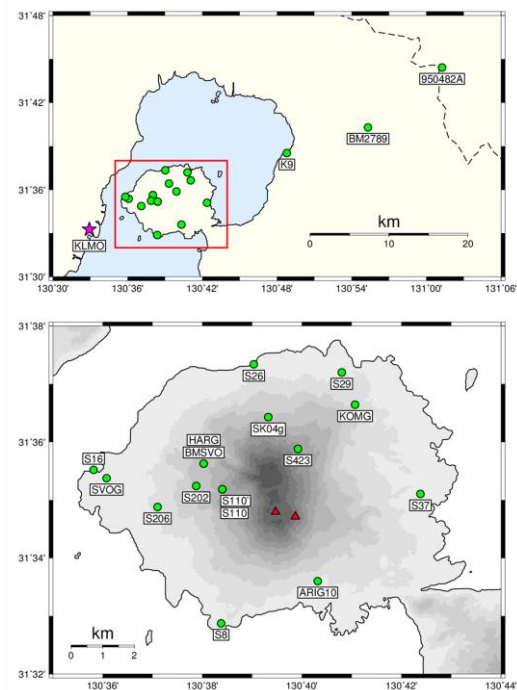 31˚48'
950482A
31˚42'
BM2789
K9
31˚36'
km
KLMO
0 10 20
31˚30'
130˚30' 130˚36' 130˚42' 130˚48' 130˚54' 131˚00' 131˚06'
31˚38'
S26
S29
KOMG
SK04g
31˚36'
HARG
BMSVO
S423
S16
SVOG
S202
S110'
S110
S37
S206
31˚34'
ARIG10
km
S8
0 1 2
31˚32'
130˚36' 130˚38' 130˚40' 130˚42' 130˚44'